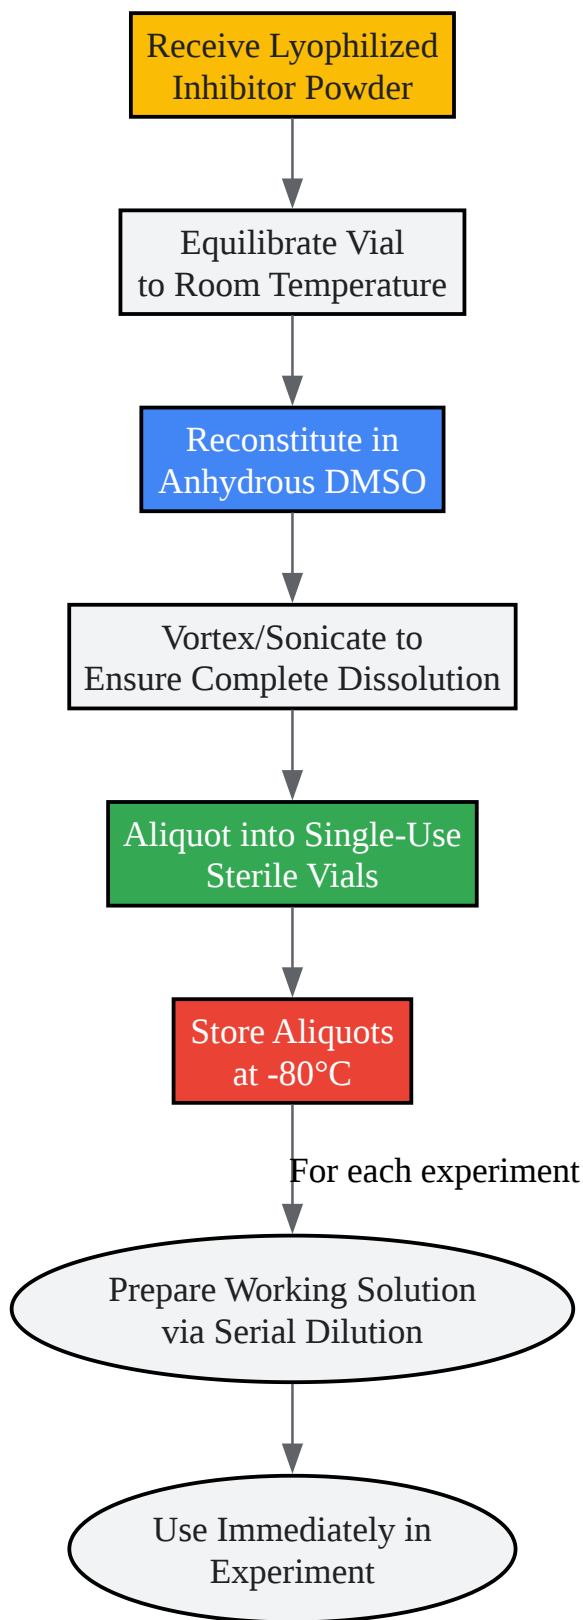 Receive Lyophilized
Inhibitor Powder
Equilibrate Vial
to Room Temperature
Reconstitute in
Anhydrous DMSO
Vortex/Sonicate to
Ensure Complete Dissolution
Aliquot into Single-Use
Sterile Vials
Store Aliquots
at -80°C
For each experiment
Prepare Working Solution
via Serial Dilution
Use Immediately in
Experiment